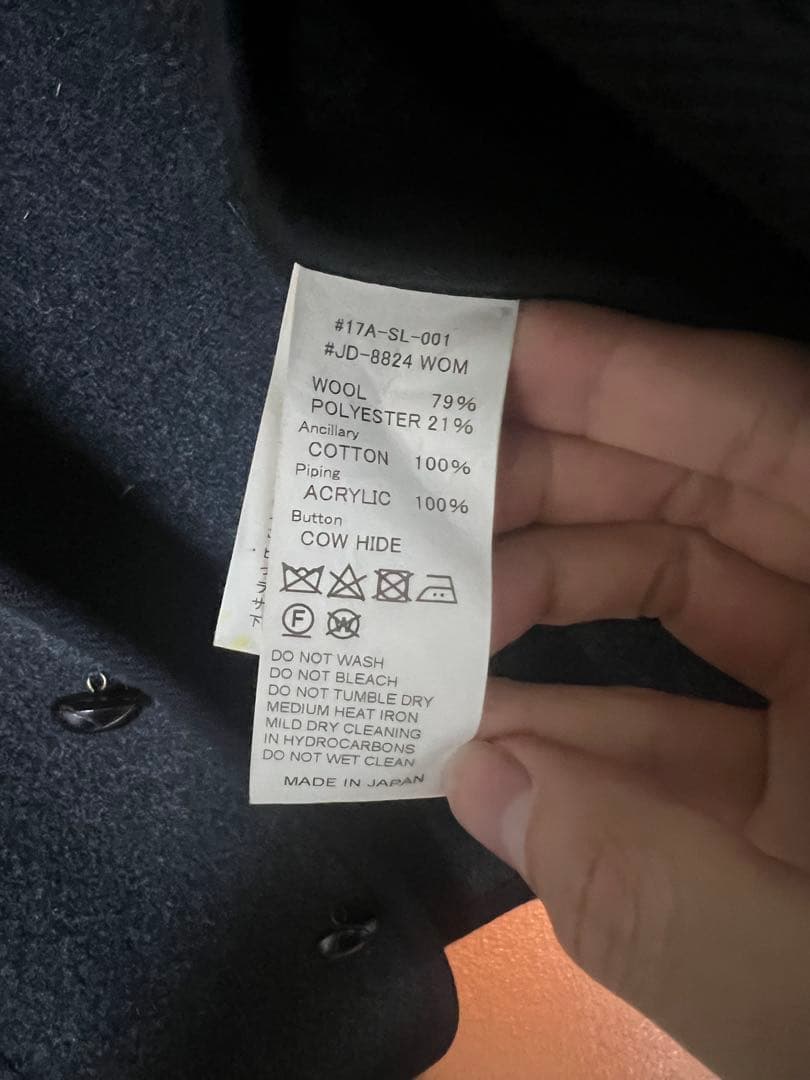 #17A-SL-001
#JD-8824 WOM
WOOL 79%
POLYESTER 21%
Ancillary
COTTON 100%
Piping
ACRYLIC 100%
Button
COW HIDE
F W
DO NOT WASH
DO NOT BLEACH
DO NOT TUMBLE DRY
MEDIUM HEAT IRON
MILD DRY CLEANING
IN HYDROCARBONS
DO NOT WET CLEAN
MADE IN JAPAN